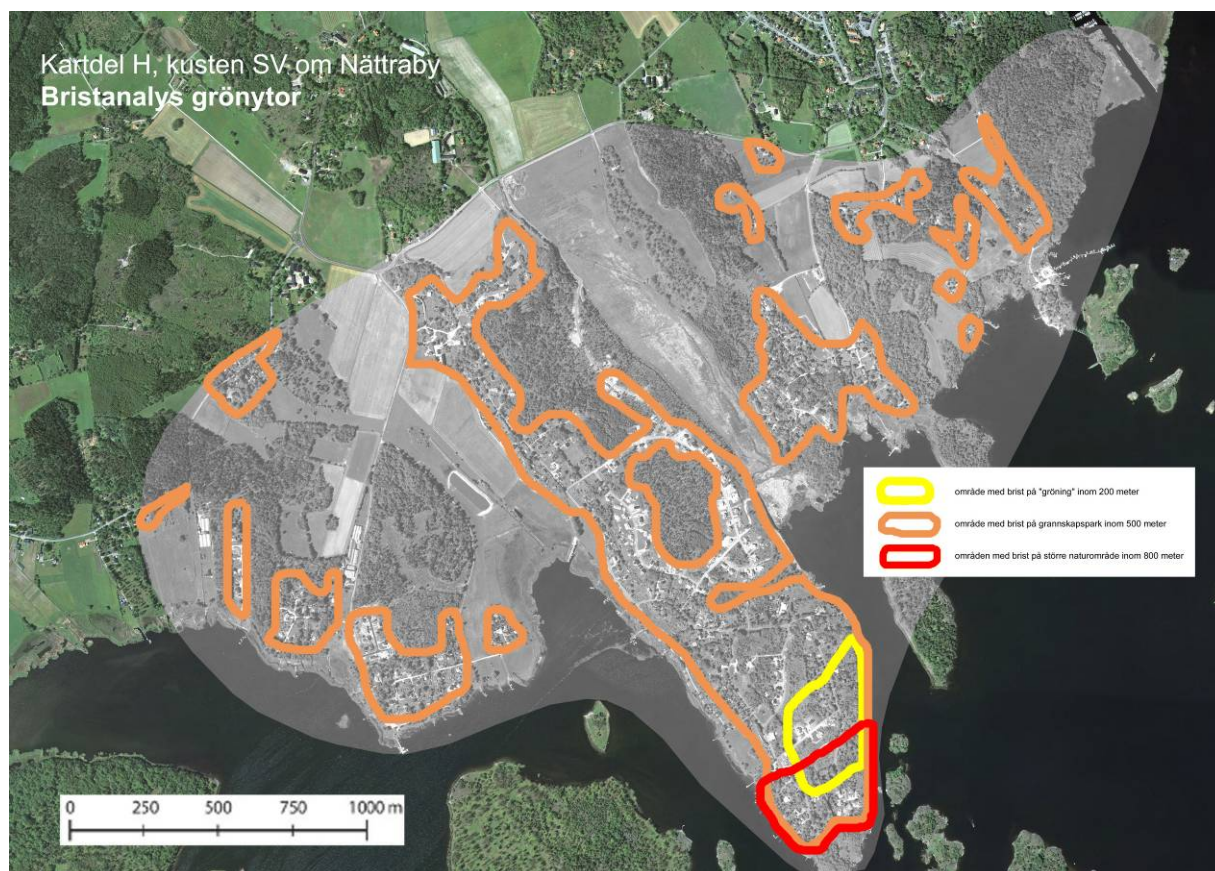 Kartdel H, kusten SV om Nättraby
Bristanalys grönytor
område med brist på "gröning" inom 200 meter
område med brist på grannskapspark inom 500 meter
områden med brist på större naturområde inom 800 meter
0 250 500 750 1000 m